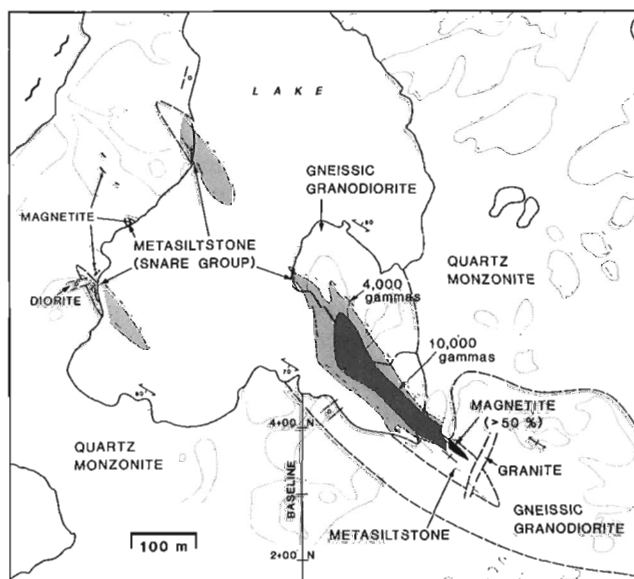 L A K E
GNEISSIC
GRANODIORITE
MAGNETITE
METASILTSTONE
(SNARE GROUP)
QUARTZ
MONZONITE
4,000
gammas
DIORITE
10,000
gammas
MAGNETITE
(>50 %)
4+00 N
QUARTZ
MONZONITE
BASELINE
GRANITE
GNEISSIC
GRANODIORITE
METASILTSTONE
100 m
2+00 N